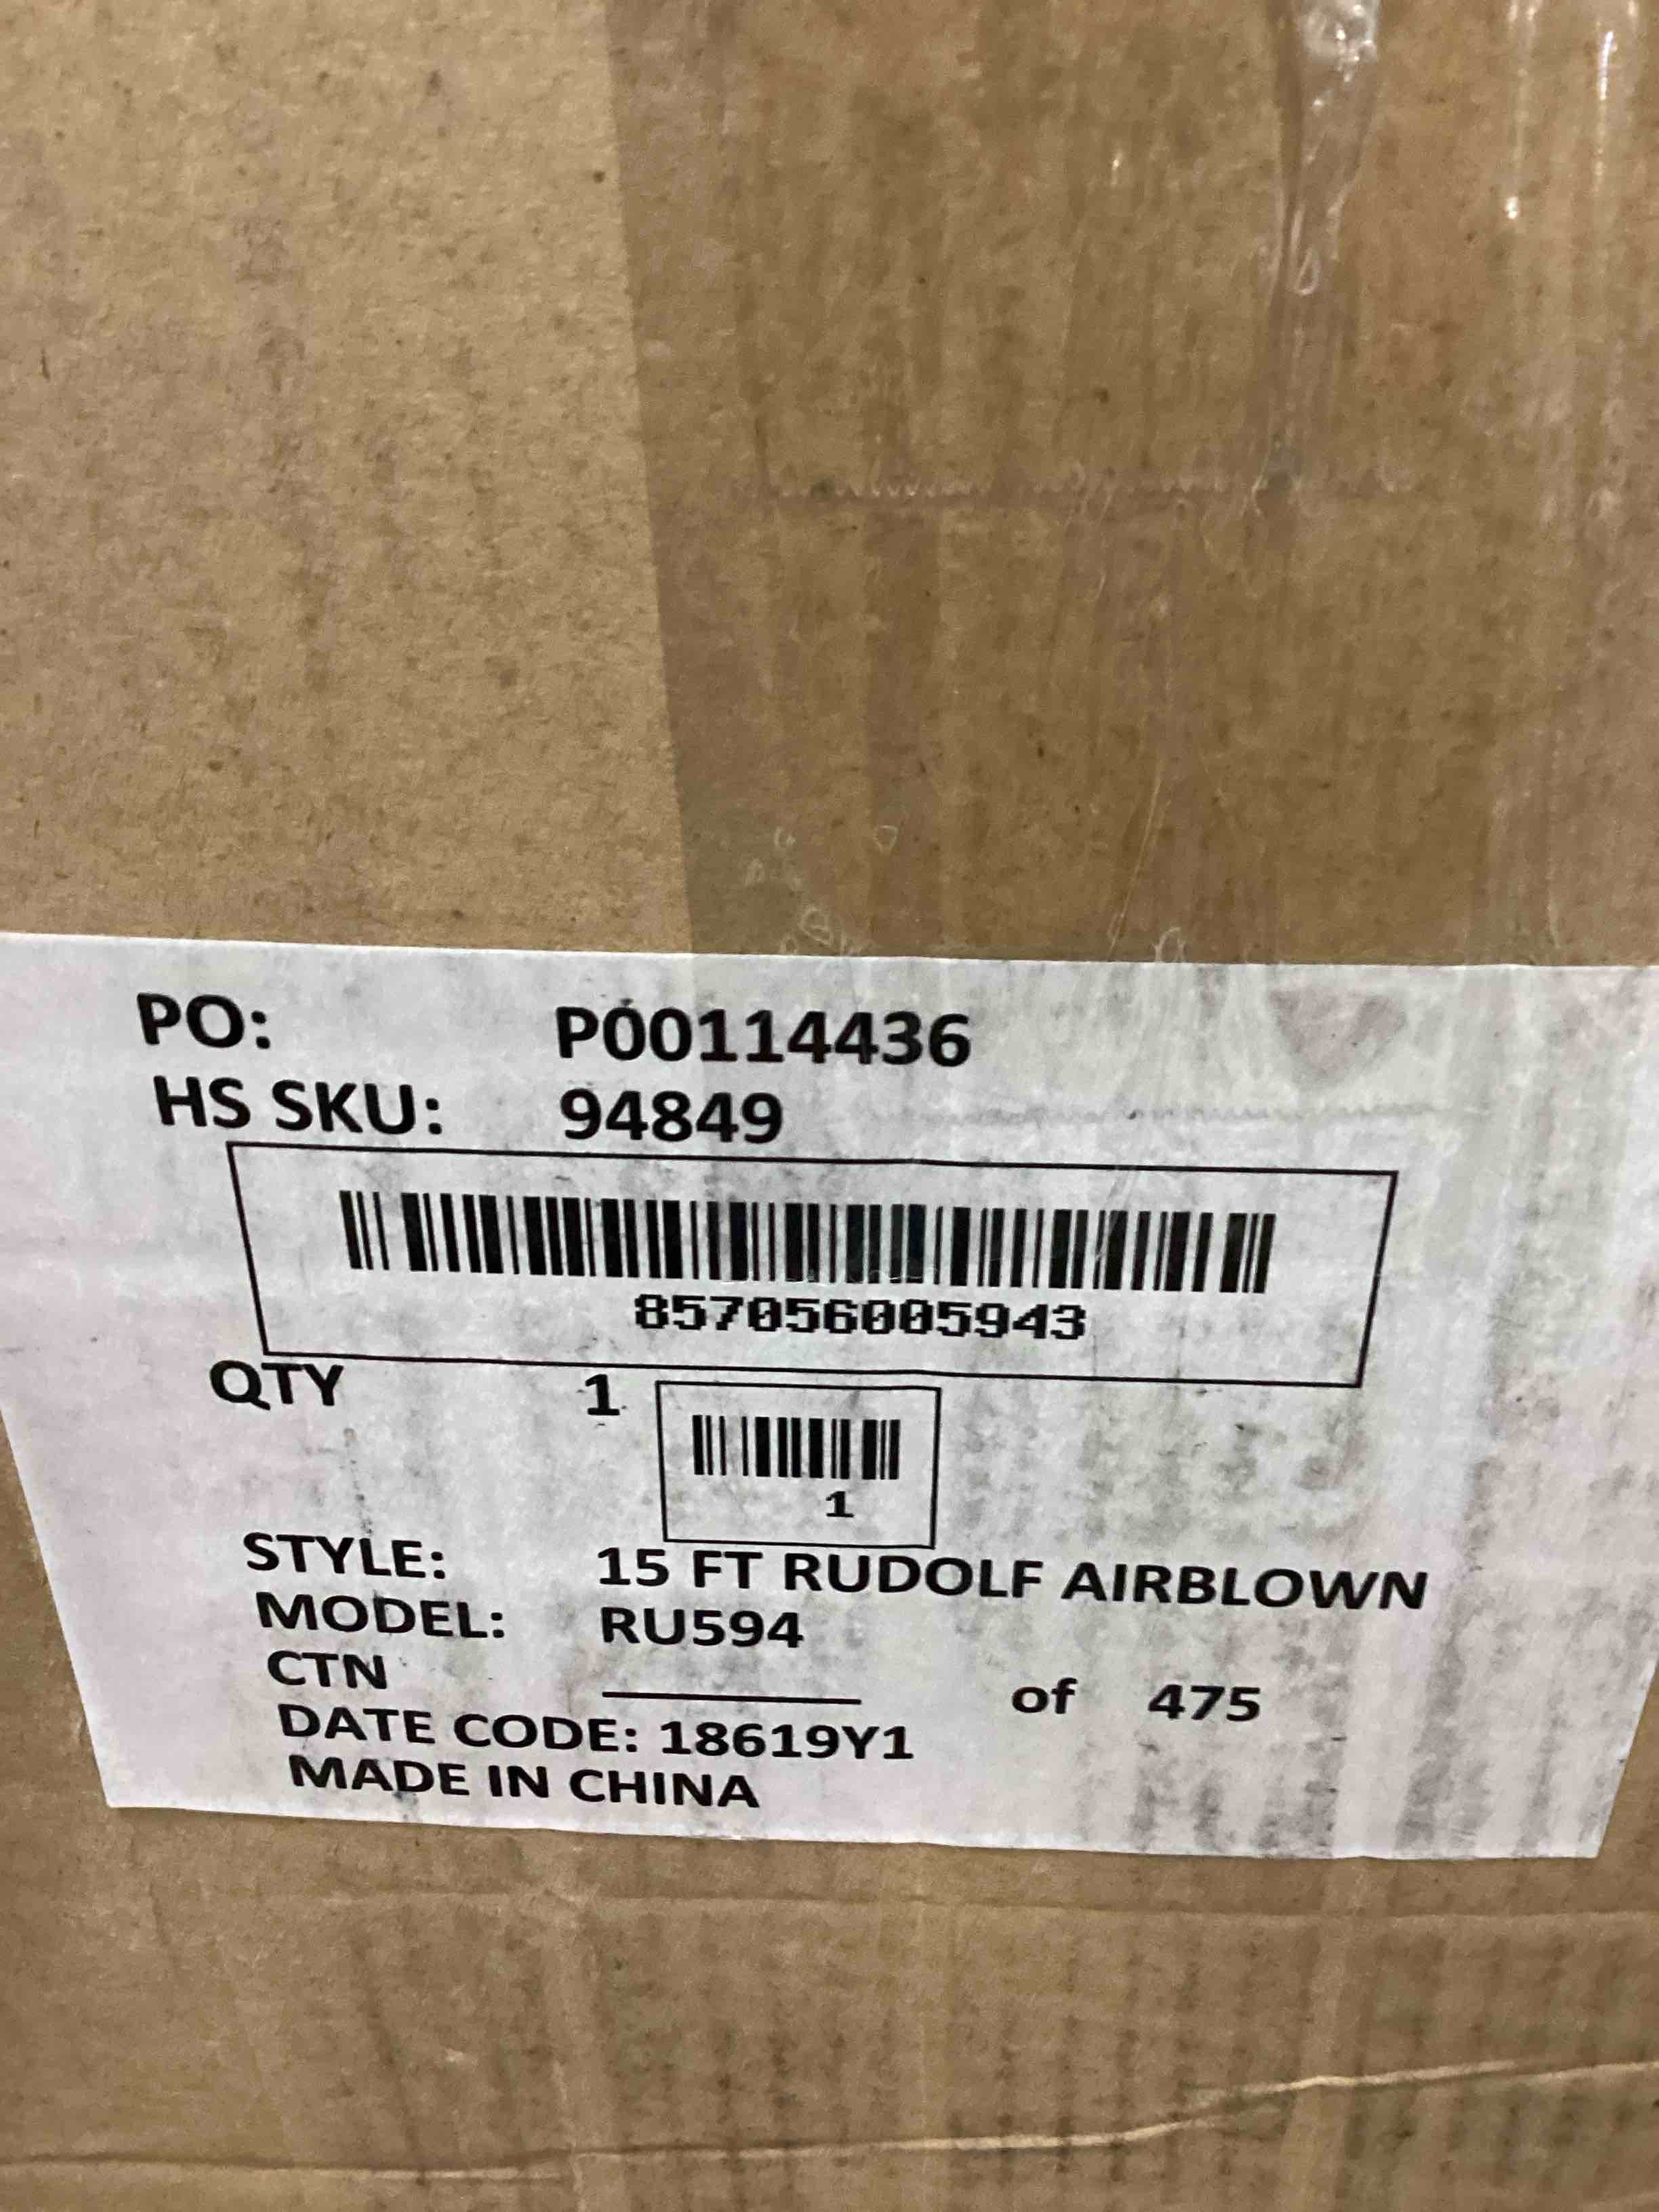 PO: P00114436
HS SKU: 94849
857056005943
QTY 1
1
STYLE: 15 FT RUDOLF AIRBLOWN
MODEL: RU594
CTN ________ of 475
DATE CODE: 18619Y1
MADE IN CHINA